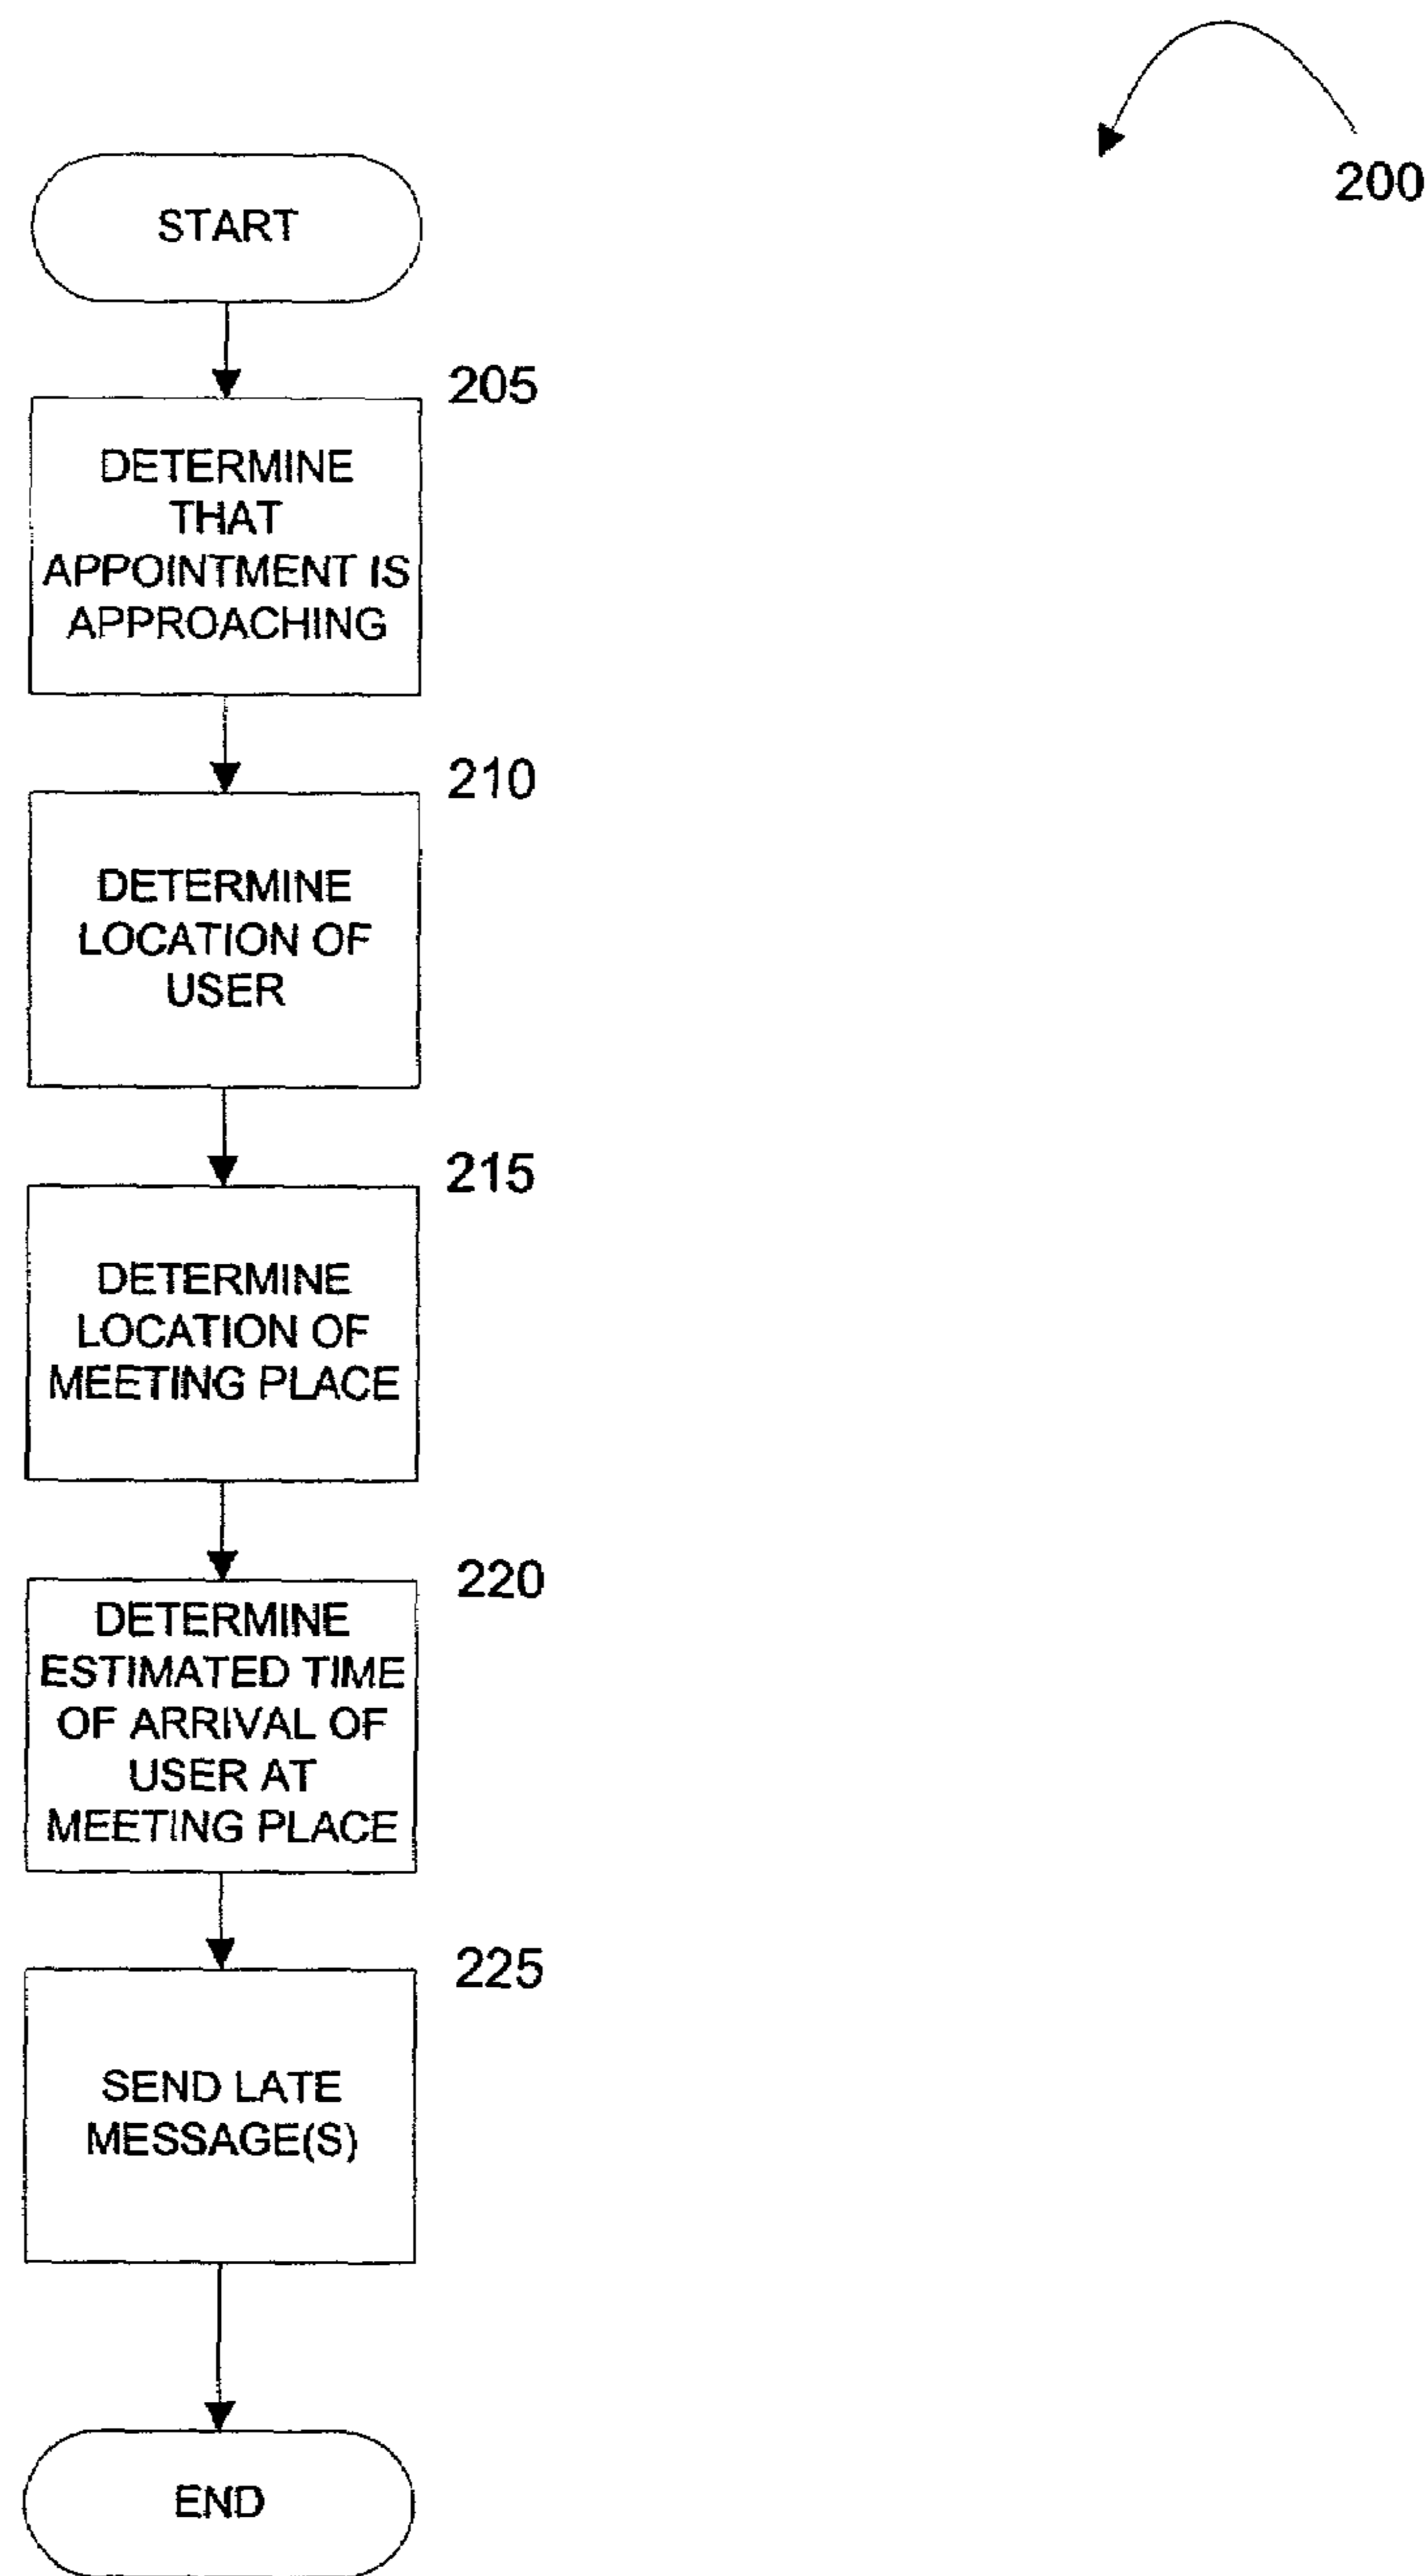 200
START
205
DETERMINE
THAT
APPOINTMENT IS
APPROACHING
210
DETERMINE
LOCATION OF
USER
215
DETERMINE
LOCATION OF
MEETING PLACE
220
DETERMINE
ESTIMATED TIME
OF ARRIVAL OF
USER AT
MEETING PLACE
225
SEND LATE
MESSAGE(S)
END